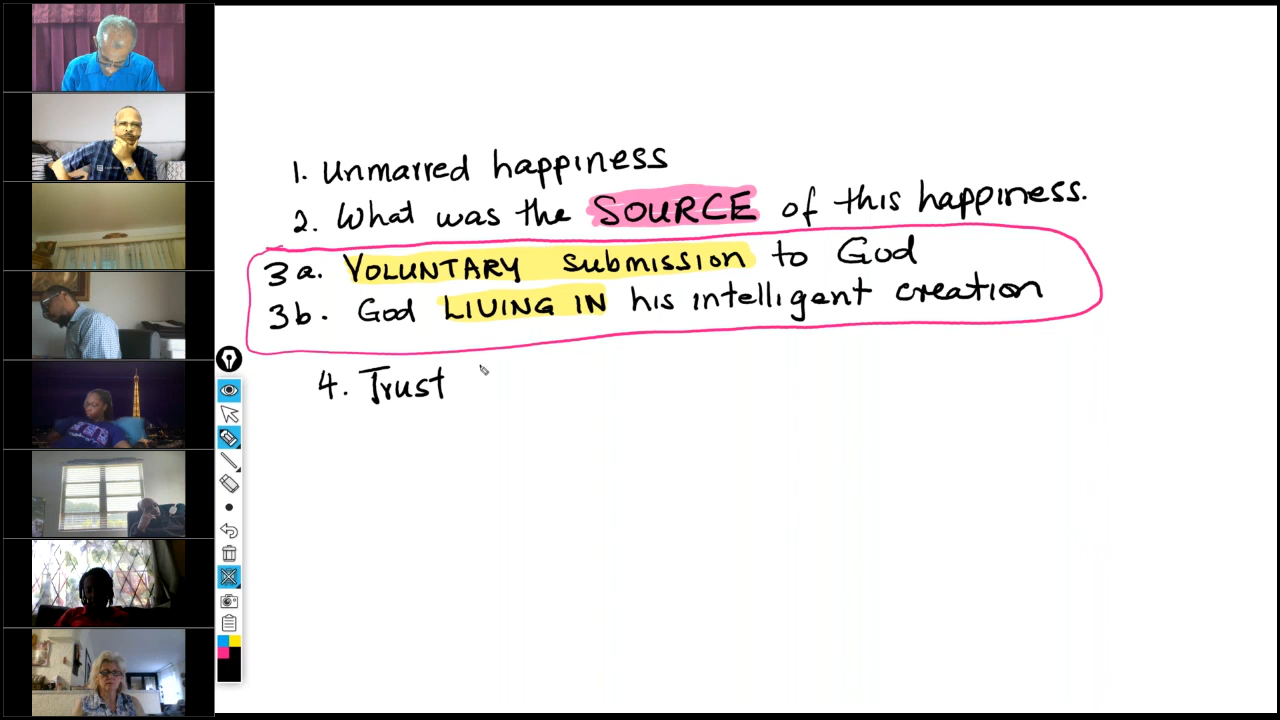 1. Unmarred happiness
2. What was the SOURCE of this happiness.
3a. VOLUNTARY submission to God
3b. God LIVING IN his intelligent creation
4. Trust